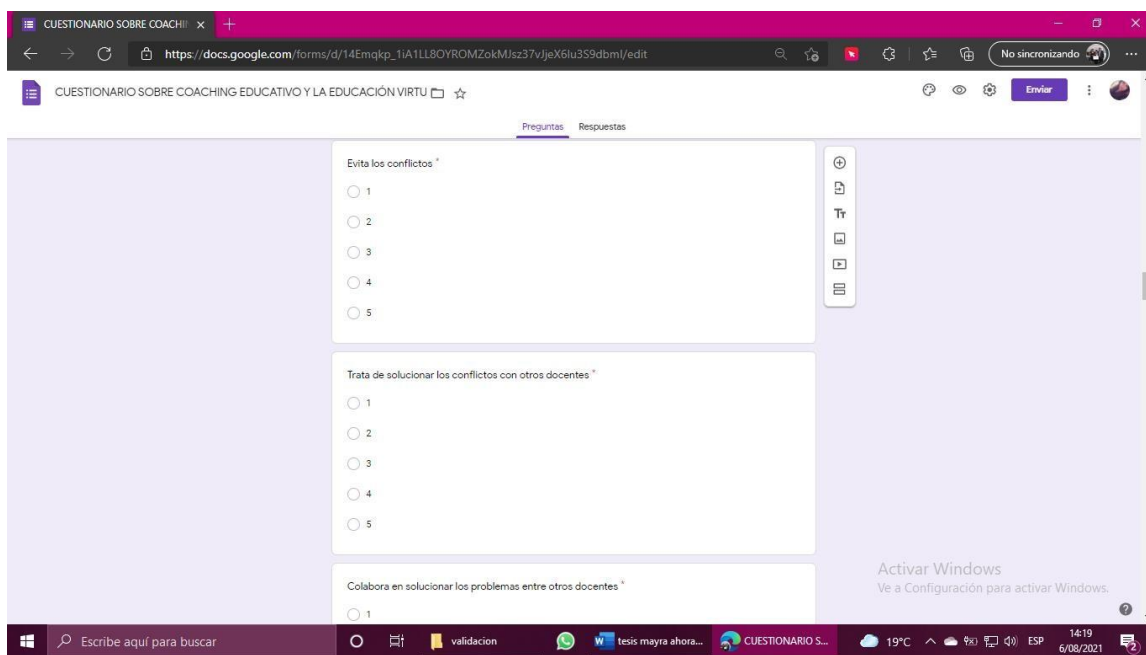 CUESTIONARIO SOBRE COACHI
https://docs.google.com/forms/d/14Emqkp_1iA1LL8OYROMZokMJsz37vJjeX6Iu3S9dbmI/edit
No sincronizando
CUESTIONARIO SOBRE COACHING EDUCATIVO Y LA EDUCACIÓN VIRTU
Enviar
Preguntas Respuestas
Evita los conflictos *
1
2
3
4
5
Trata de solucionar los conflictos con otros docentes *
1
2
3
4
5
Colabora en solucionar los problemas entre otros docentes *
1
Activar Windows
Ve a Configuración para activar Windows.
Escribe aquí para buscar
validacion
tesis mayra ahora...
CUESTIONARIO S...
19°C
ESP
14:19
6/08/2021
2